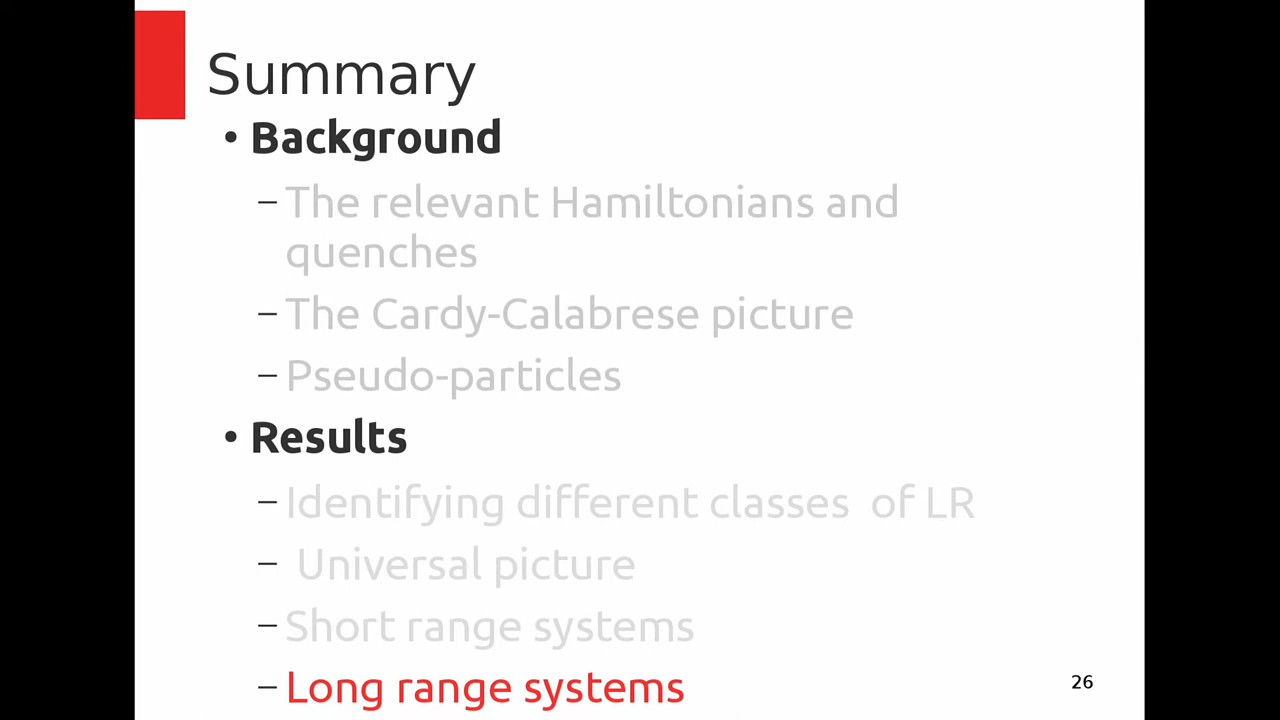 Summary
• Background
– The relevant Hamiltonians and
quenches
– The Cardy-Calabrese picture
– Pseudo-particles
• Results
– Identifying different classes of LR
– Universal picture
– Short range systems
– Long range systems
26